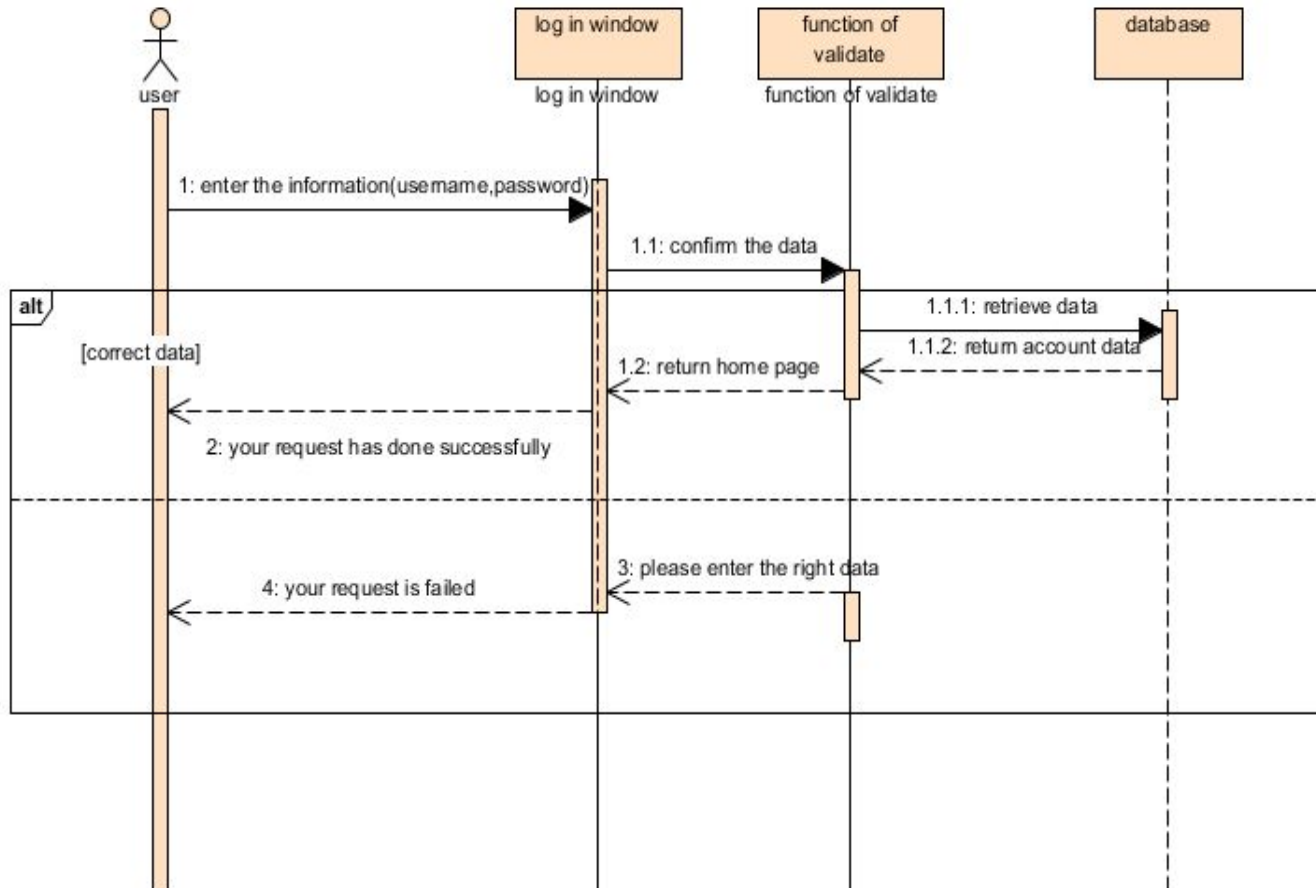 user
log in window
log in window
function of
validate
function of validate
database
1: enter the information(username,password)
1.1: confirm the data
alt
1.1.1: retrieve data
[correct data]
1.1.2: return account data
1.2: return home page
2: your request has done successfully
3: please enter the right data
4: your request is failed